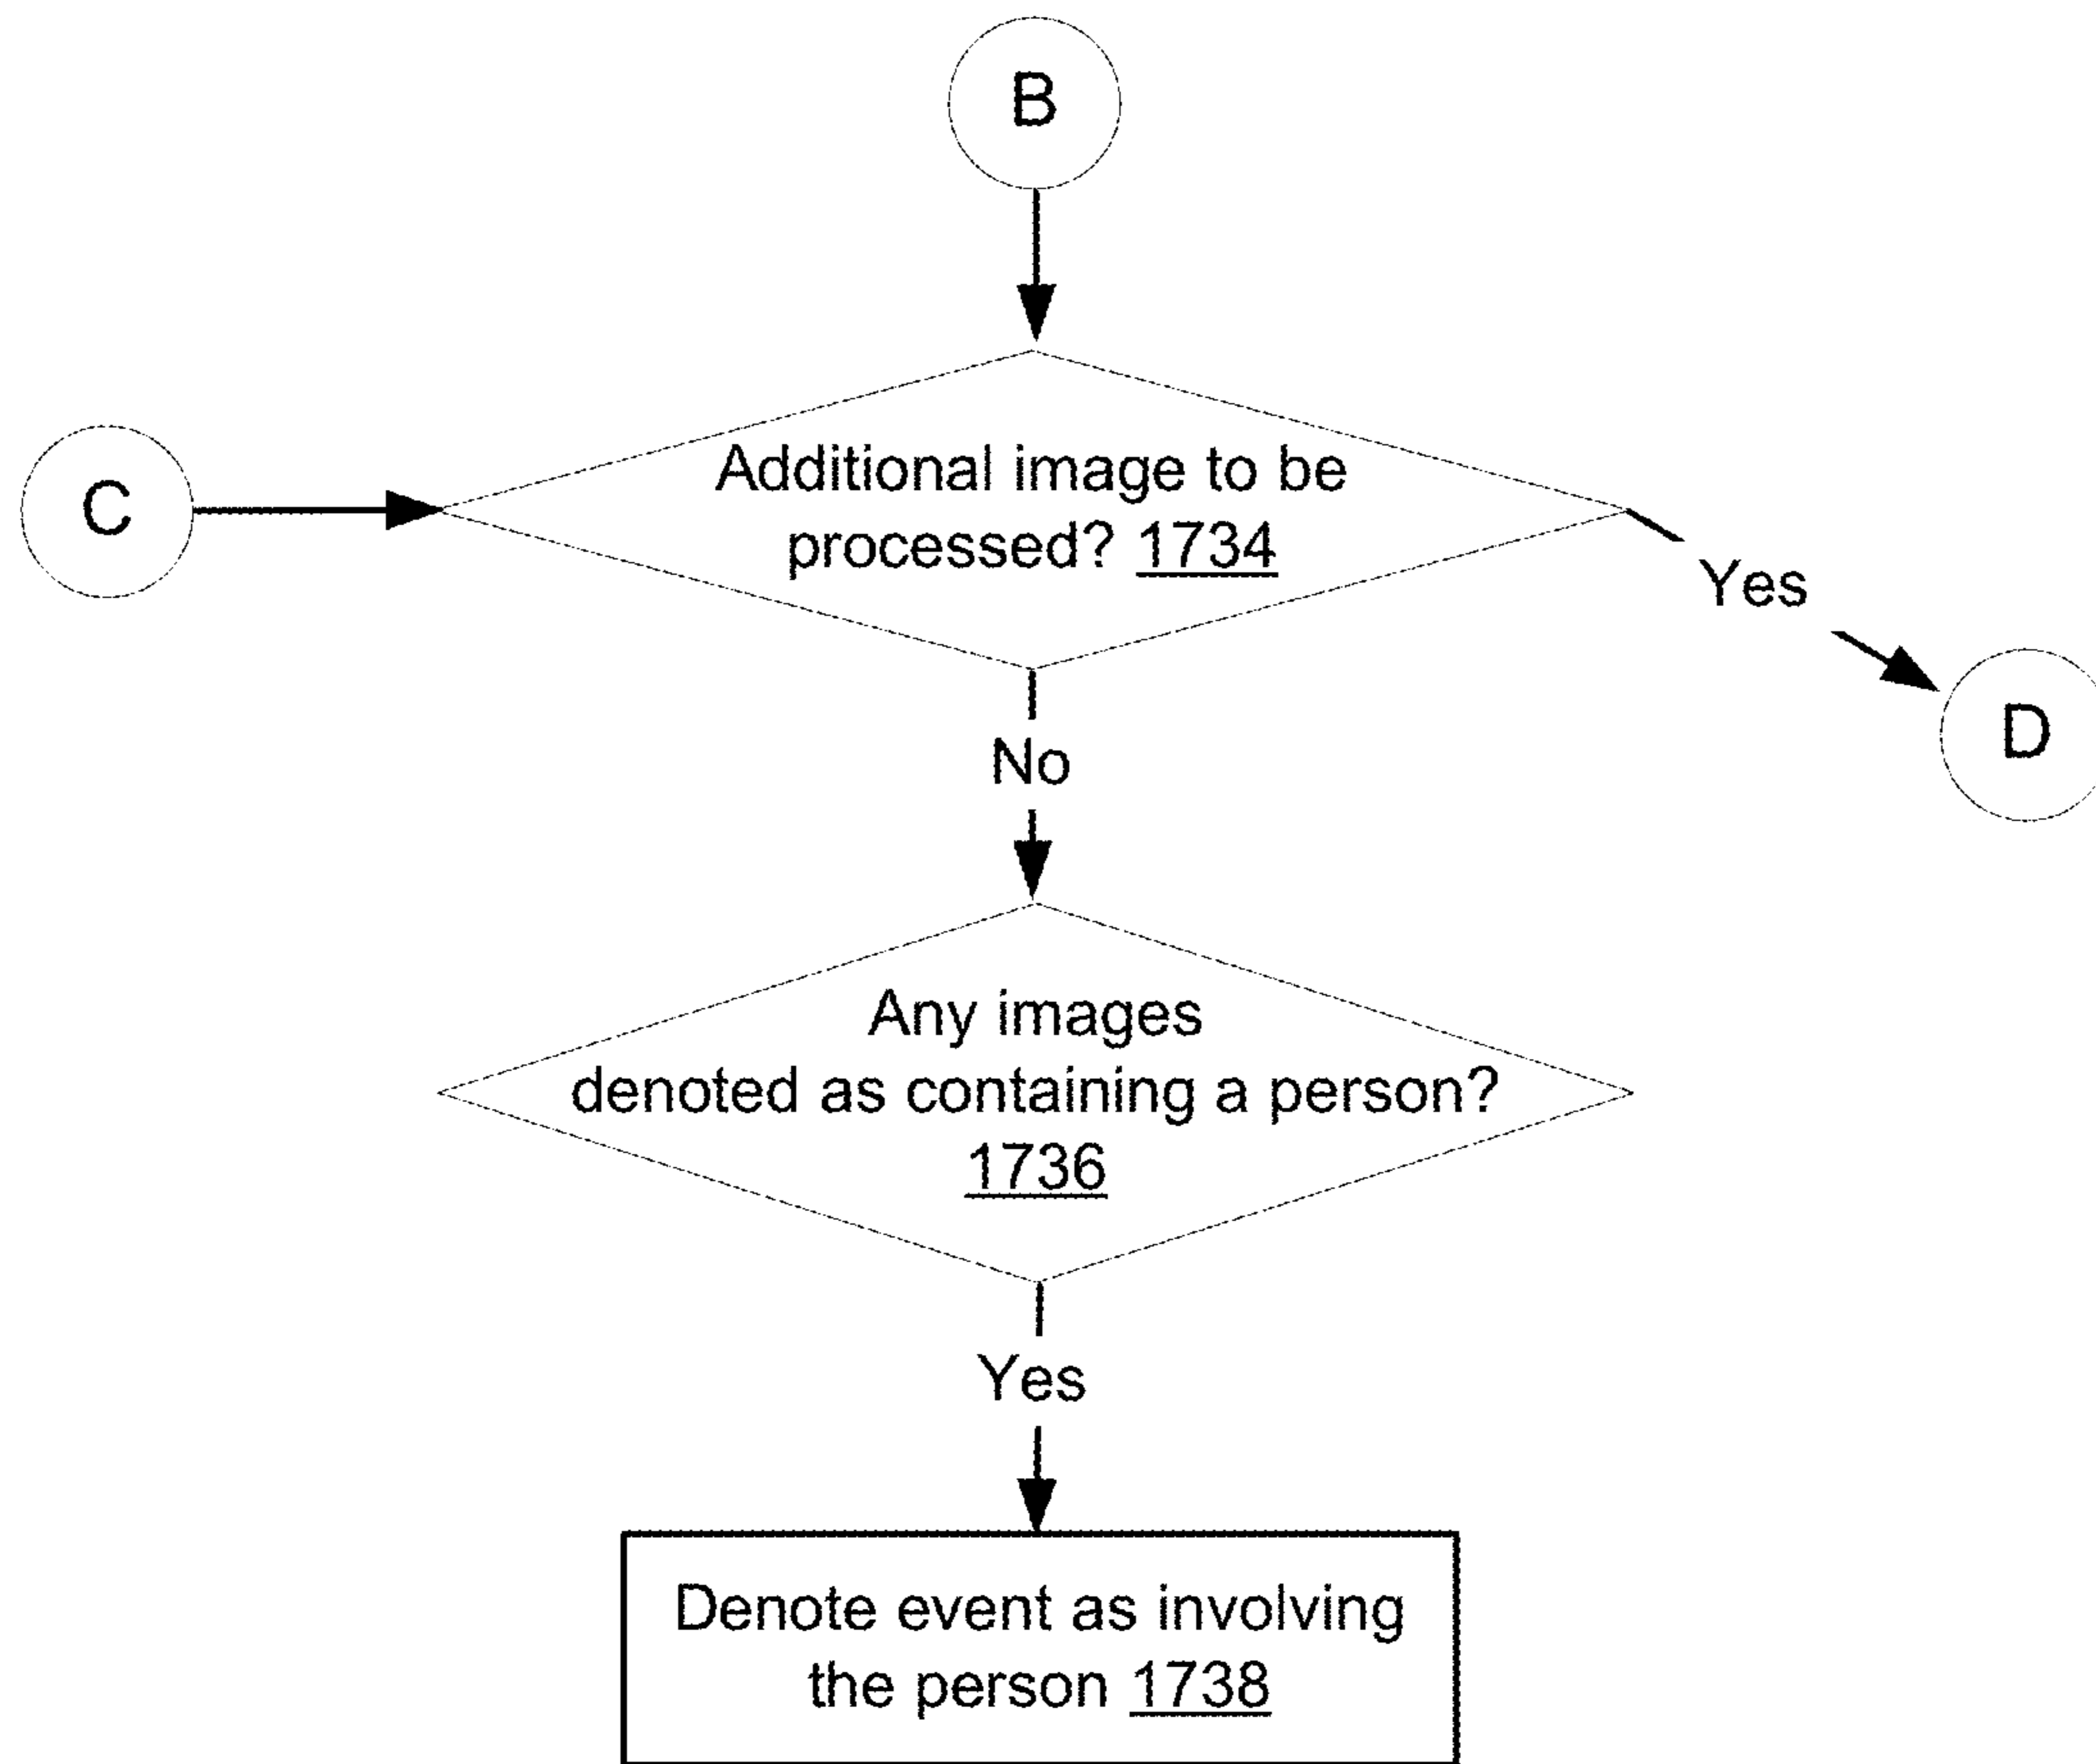 B
C
Additional image to be
processed? 1734
Yes
D
No
Any images
denoted as containing a person?
1736
Yes
Denote event as involving
the person 1738